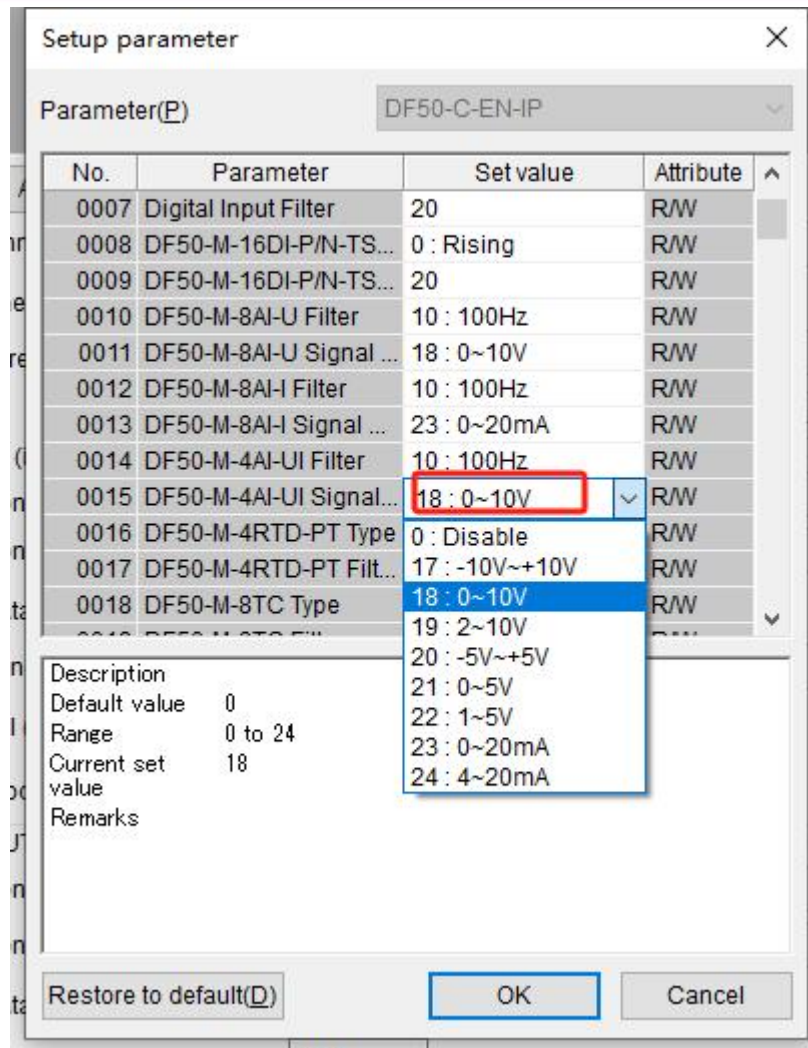 Setup parameter
Parameter(P) DF50-C-EN-IP
No. Parameter Set value Attribute
0007 Digital Input Filter 20 R/W
0008 DF50-M-16DI-P/N-TS... 0 : Rising R/W
0009 DF50-M-16DI-P/N-TS... 20 R/W
0010 DF50-M-8AI-U Filter 10 : 100Hz R/W
0011 DF50-M-8AI-U Signal ... 18 : 0~10V R/W
0012 DF50-M-8AI-I Filter 10 : 100Hz R/W
0013 DF50-M-8AI-I Signal ... 23 : 0~20mA R/W
0014 DF50-M-4AI-UI Filter 10 : 100Hz R/W
0015 DF50-M-4AI-UI Signal... 18 : 0~10V R/W
0016 DF50-M-4RTD-PT Type 0 : Disable R/W
0017 DF50-M-4RTD-PT Filt... 17 : -10V~+10V R/W
0018 DF50-M-8TC Type 18 : 0~10V R/W
19 : 2~10V
20 : -5V~+5V
21 : 0~5V
22 : 1~5V
23 : 0~20mA
24 : 4~20mA
Description
Default value 0
Range 0 to 24
Current set value 18
Remarks
Restore to default(D) OK Cancel